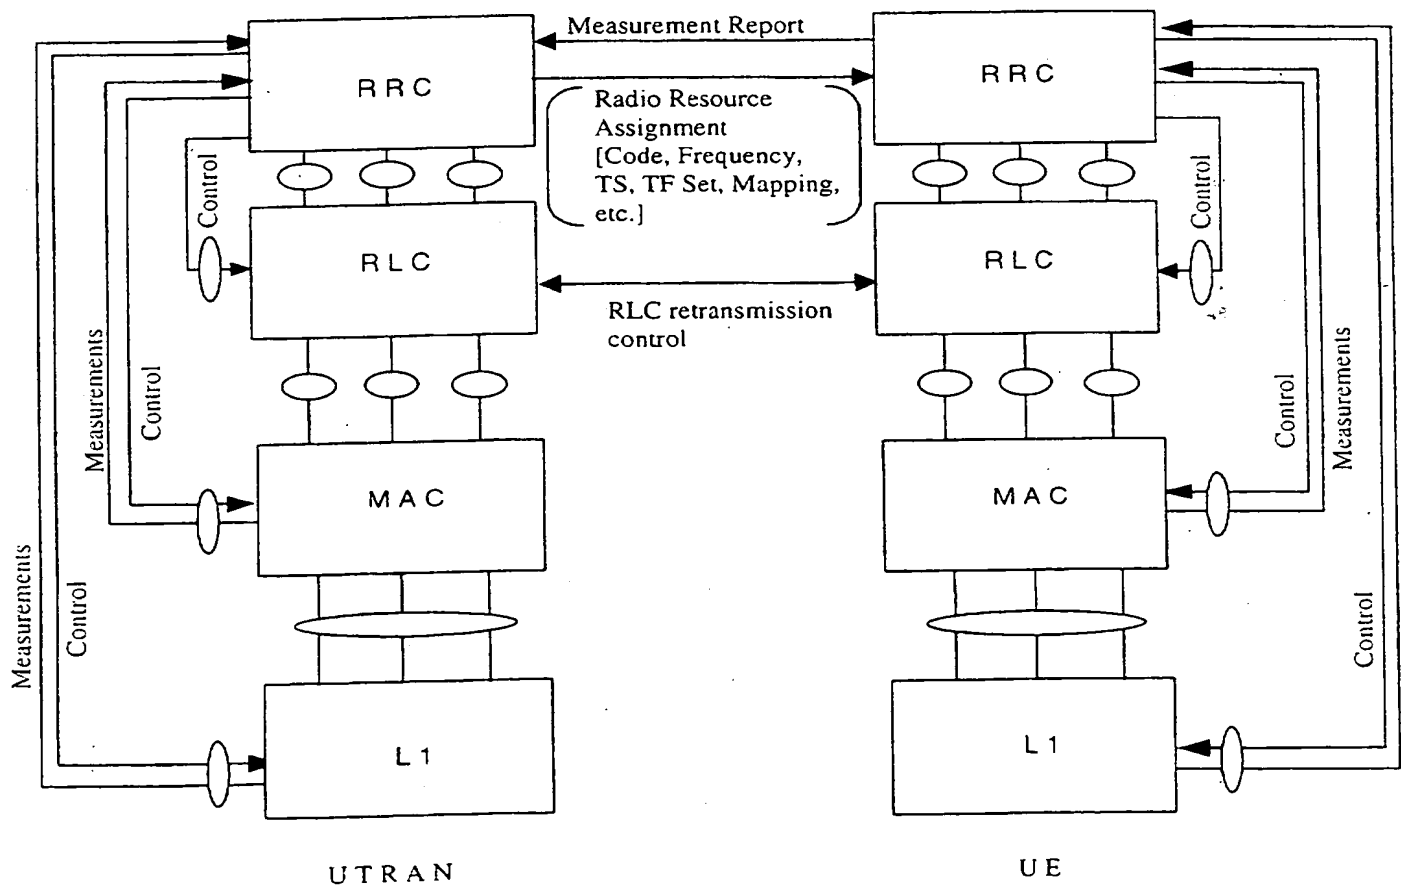 Measurement Report
RRC
RRC
Radio Resource
Assignment
[Code, Frequency,
TS, TF Set, Mapping,
etc.]
Control
Control
RLC
RLC
RLC retransmission
control
Measurements
Control
Control
Measurements
MAC
MAC
Measurements
Control
Control
L1
L1
UTRAN
UE